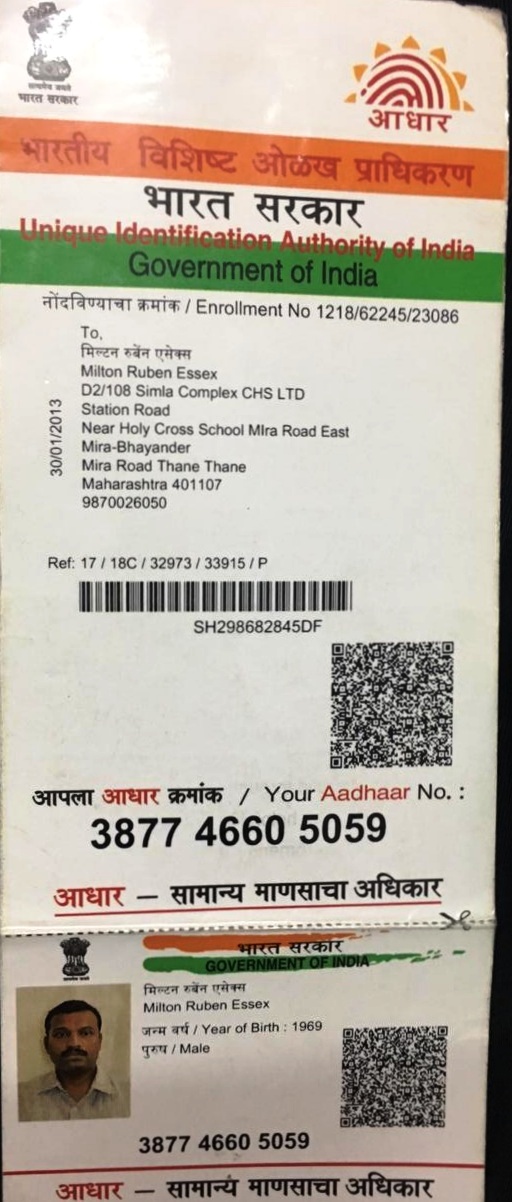 सत्यमेव जयते
भारत सरकार
आधार
भारतीय विशिष्ट ओळख प्राधिकरण
भारत सरकार
Unique Identification Authority of India
Government of India
नोंदविण्याचा क्रमांक / Enrollment No 1218/62245/23086
To,
मिल्टन रुबेंन एसेक्स
Milton Ruben Essex
D2/108 Simla Complex CHS LTD
Station Road
Near Holy Cross School MIra Road East
Mira-Bhayander
Mira Road Thane Thane
Maharashtra 401107
9870026050
30/01/2013
Ref: 17 / 18C / 32973 / 33915 / P
SH298682845DF
आपला आधार क्रमांक / Your Aadhaar No. :
3877 4660 5059
आधार – सामान्य माणसाचा अधिकार
भारत सरकार
GOVERNMENT OF INDIA
मिल्टन रुबेंन एसेक्स
Milton Ruben Essex
जन्म वर्ष / Year of Birth : 1969
पुरुष / Male
3877 4660 5059
आधार – सामान्य माणसाचा अधिकार